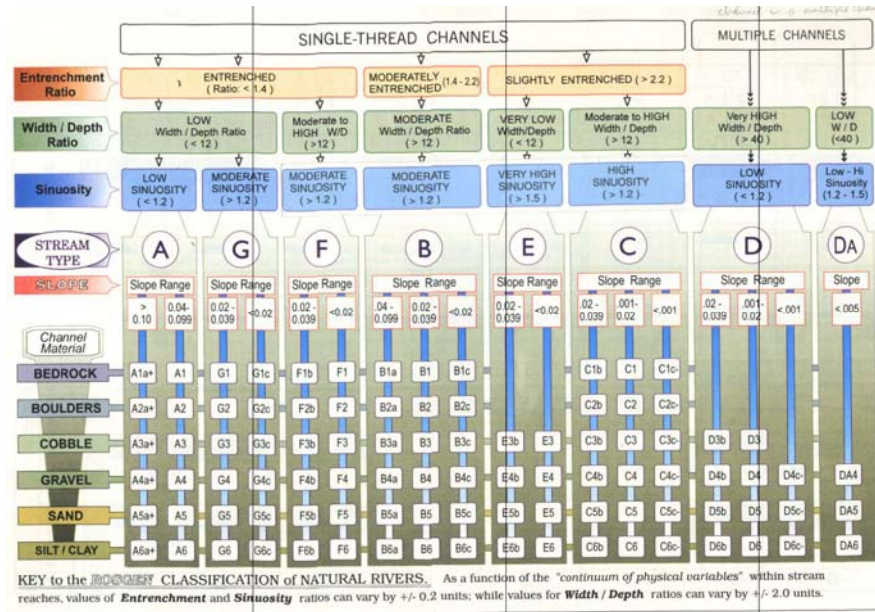 SINGLE-THREAD CHANNELS MULTIPLE CHANNELS
Entrenchment Ratio
ENTRENCHED (Ratio: < 1.4)
MODERATELY ENTRENCHED (1.4 - 2.2)
SLIGHTLY ENTRENCHED ( > 2.2 )
Width / Depth Ratio
LOW Width / Depth Ratio ( < 12 )
Moderate to HIGH W/D (>12 )
MODERATE Width / Depth Ratio ( > 12 )
VERY LOW Width/Depth ( < 12 )
Moderate to HIGH Width / Depth ( > 12 )
Very HIGH Width / Depth ( > 40 )
LOW W / D (<40 )
Sinuosity
LOW SINUOSITY ( < 1.2 )
MODERATE SINUOSITY ( > 1.2 )
MODERATE SINUOSITY ( > 1.2 )
MODERATE SINUOSITY ( > 1.2 )
VERY HIGH SINUOSITY ( > 1.5 )
HIGH SINUOSITY ( > 1.2 )
LOW SINUOSITY ( < 1.2 )
Low - Hi Sinuosity (1.2 - 1.5)
STREAM TYPE A G F B E C D DA
SLOPE Slope Range Slope Range Slope Range Slope Range Slope Range Slope Range Slope Range Slope
> 0.10 0.04- 0.099 0.02 - 0.039 <0.02 0.02 - 0.039 <0.02 .04 - 0.099 0.02 - 0.039 <0.02 0.02 - 0.039 <0.02 .02 - 0.039 .001- 0.02 <.001 .02 - 0.039 .001- 0.02 <.001 <.005
Channel Material
BEDROCK A1a+ A1 G1 G1c F1b F1 B1a B1 B1c C1b C1 C1c-
BOULDERS A2a+ A2 G2 G2c F2b F2 B2a B2 B2c C2b C2 C2c-
COBBLE A3a+ A3 G3 G3c F3b F3 B3a B3 B3c E3b E3 C3b C3 C3c- D3b D3
GRAVEL A4a+ A4 G4 G4c F4b F4 B4a B4 B4c E4b E4 C4b C4 C4c- D4b D4 D4c- DA4
SAND A5a+ A5 G5 G5c F5b F5 B5a B5 B5c E5b E5 C5b C5 C5c- D5b D5 D5c- DA5
SILT / CLAY A6a+ A6 G6 G6c F6b F6 B6a B6 B6c E6b E6 C6b C6 C6c- D6b D6 D6c- DA6
KEY to the ROSGEN CLASSIFICATION of NATURAL RIVERS. As a function of the "continuum of physical variables" within stream
reaches, values of Entrenchment and Sinuosity ratios can vary by +/- 0.2 units; while values for Width / Depth ratios can vary by +/- 2.0 units.